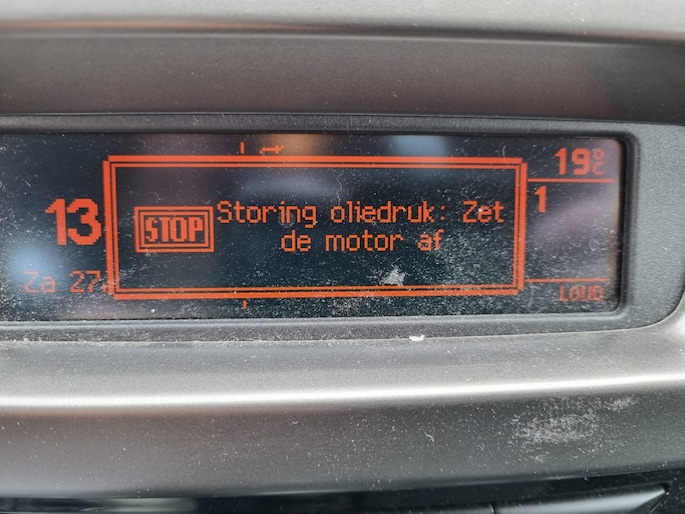 13
STOP
Storing oliedruk: Zet
de motor af
Za 27
19°C
1
LOUD